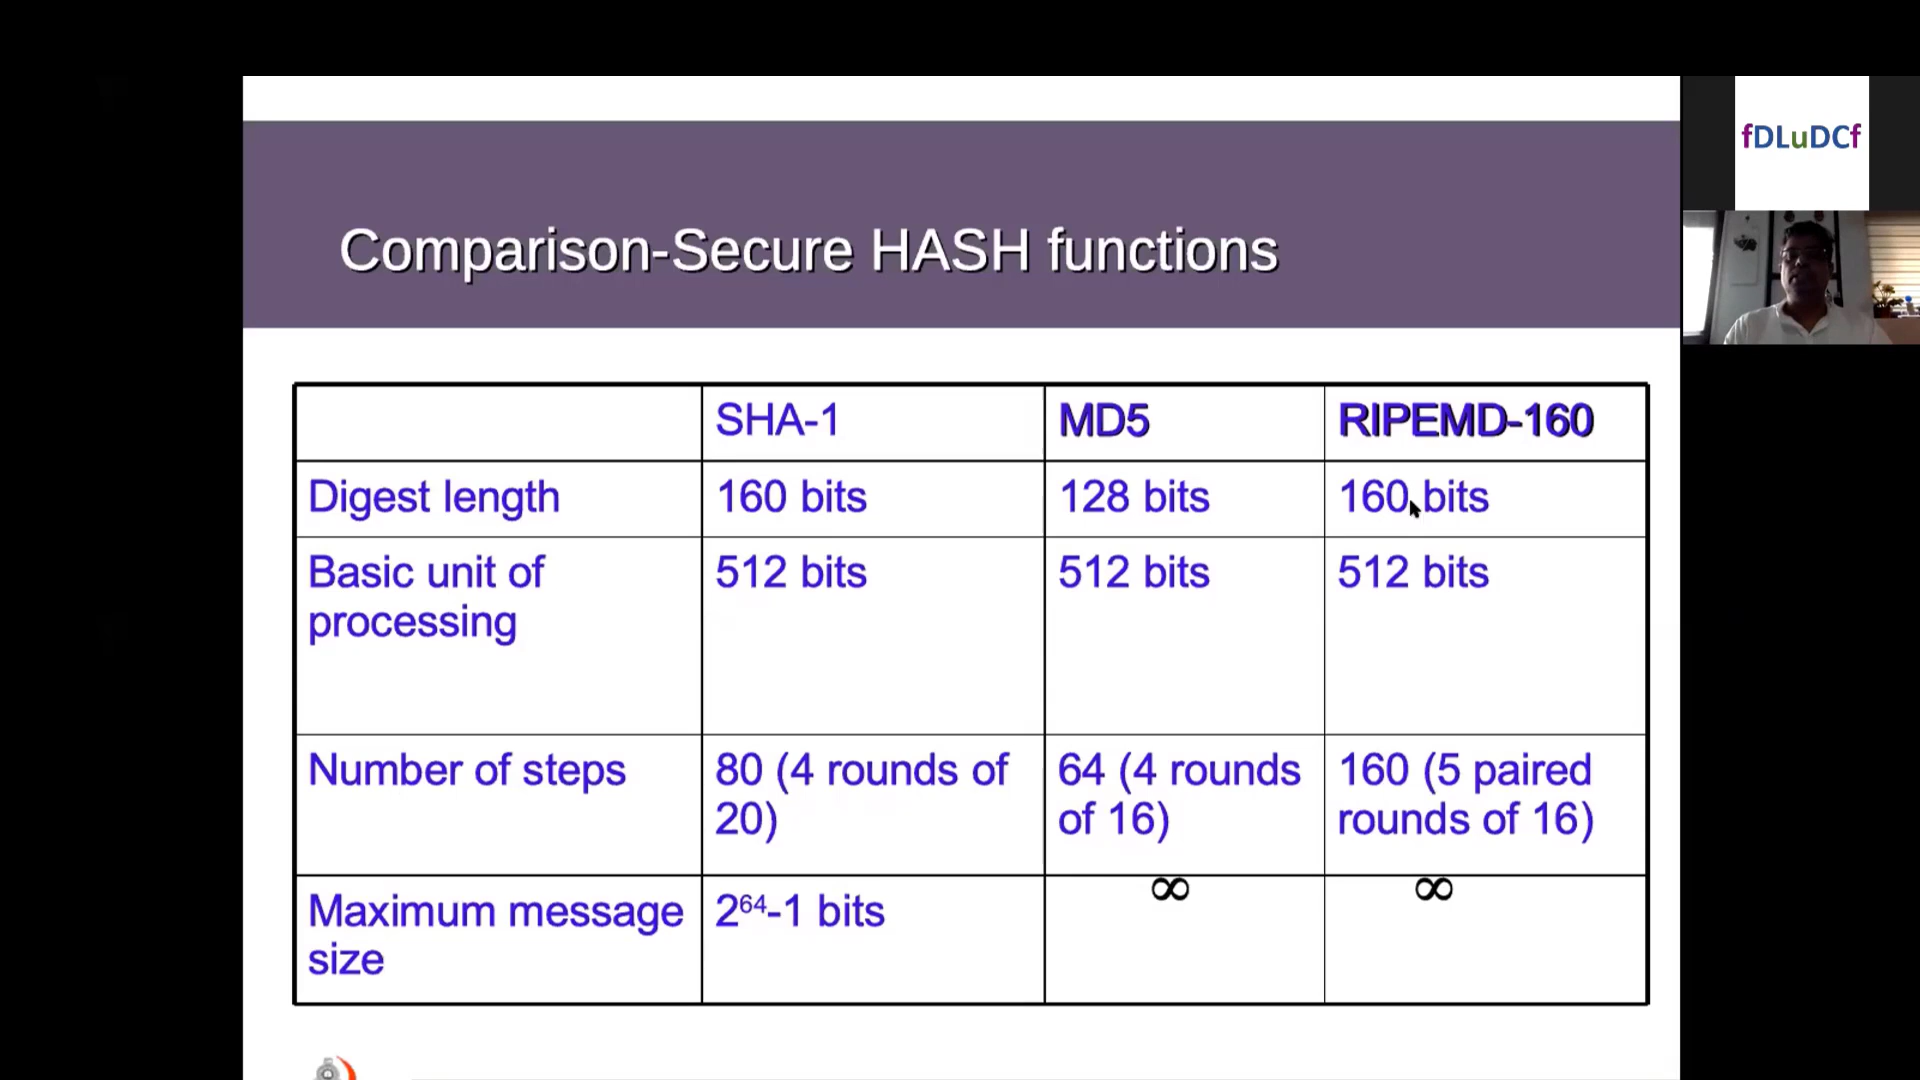 fDLuDCf
Comparison-Secure HASH functions
SHA-1 MD5 RIPEMD-160
Digest length 160 bits 128 bits 160 bits
Basic unit of 512 bits 512 bits 512 bits
processing
Number of steps 80 (4 rounds of 64 (4 rounds 160 (5 paired
20) of 16) rounds of 16)
Maximum message 2⁶⁴-1 bits ∞ ∞
size